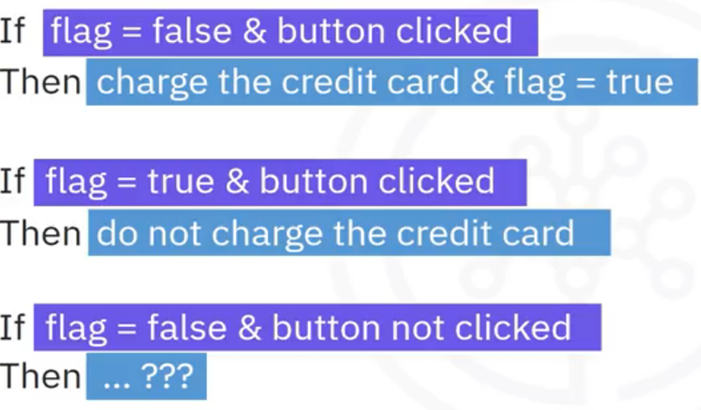 If flag = false & button clicked
Then charge the credit card & flag = true
If flag = true & button clicked
Then do not charge the credit card
If flag = false & button not clicked
Then ... ???